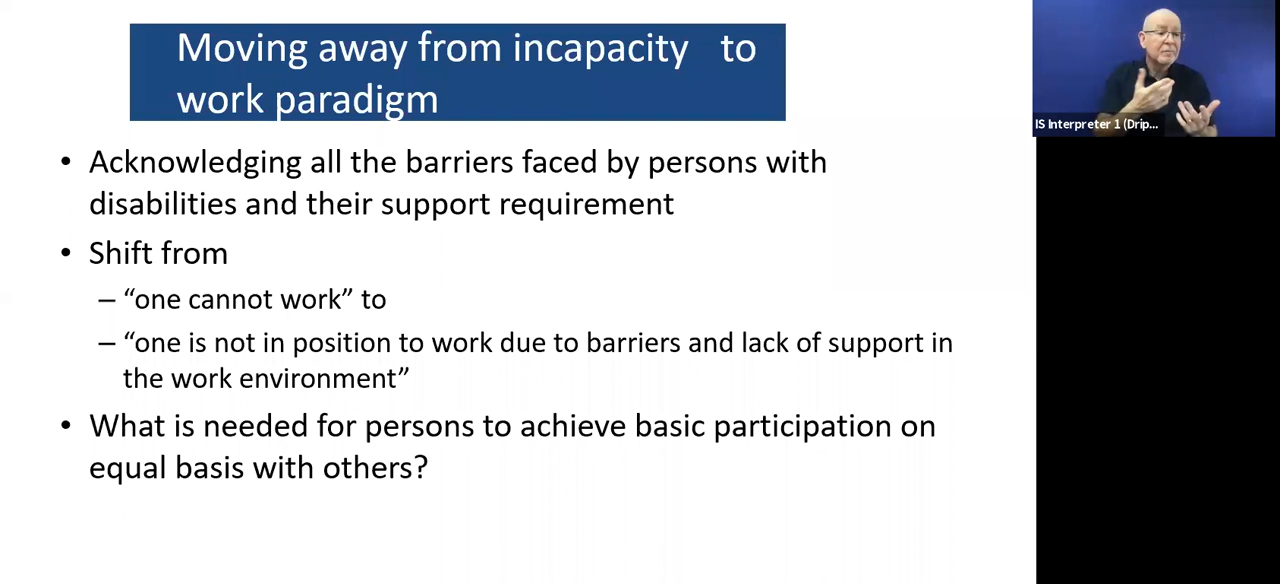 Moving away from incapacity to
work paradigm
• Acknowledging all the barriers faced by persons with
disabilities and their support requirement
• Shift from
– “one cannot work” to
– “one is not in position to work due to barriers and lack of support in
the work environment”
• What is needed for persons to achieve basic participation on
equal basis with others?
IS Interpreter 1 (Drip...